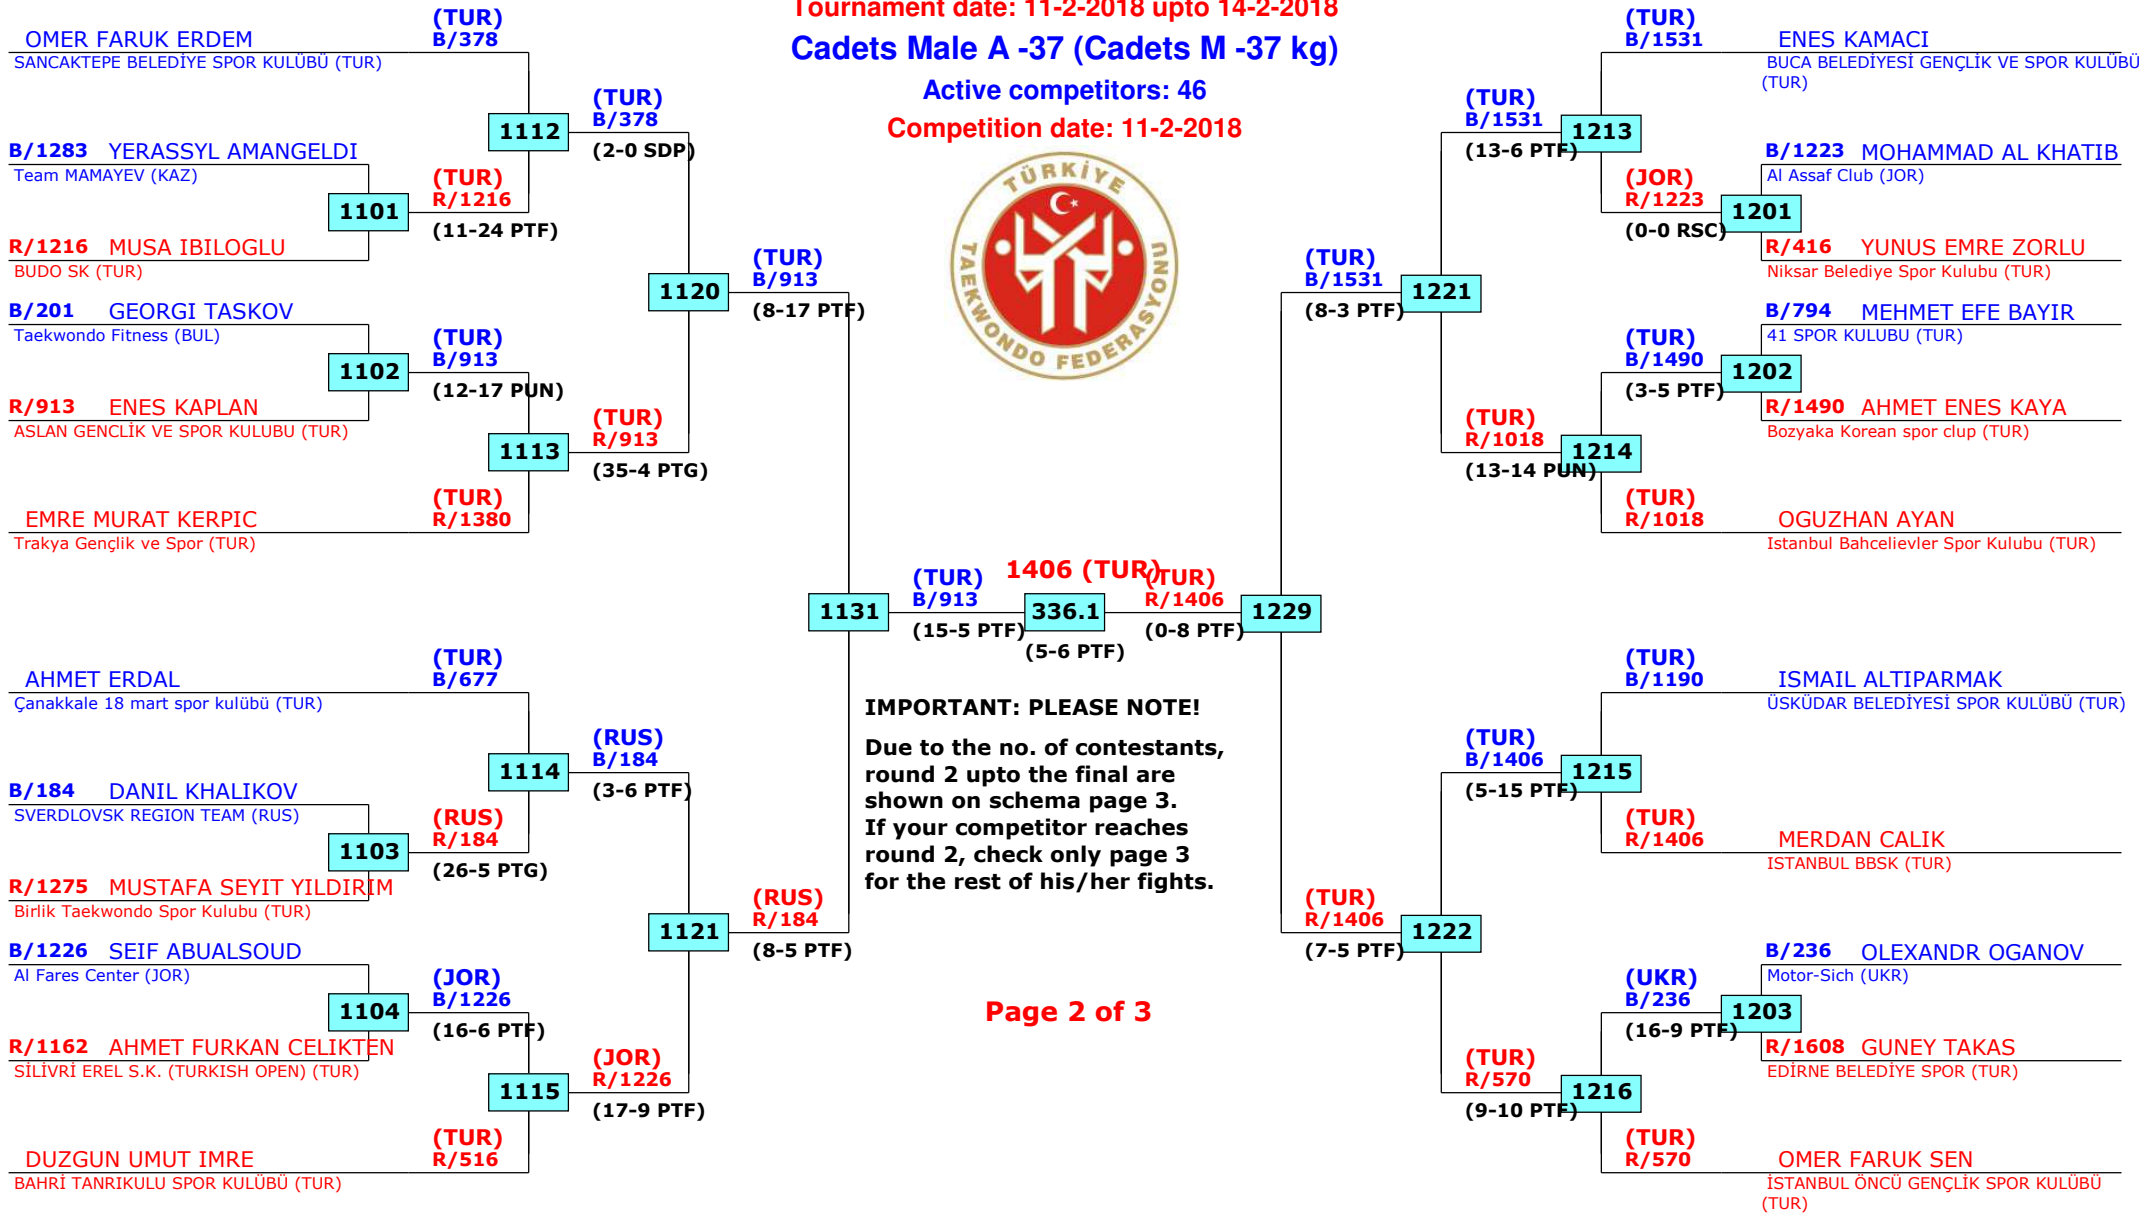 Tournament date: 11-2-2018 upto 14-2-2018
Cadets Male A -37 (Cadets M -37 kg)
Active competitors: 46
Competition date: 11-2-2018
TÜRKİYE
TAEKWONDO FEDERASYONU
OMER FARUK ERDEM
SANCAKTEPE BELEDİYE SPOR KULÜBÜ (TUR)
(TUR)
B/378
B/1283 YERASSYL AMANGELDI
Team MAMAYEV (KAZ)
1101
R/1216 MUSA IBILOGLU
BUDO SK (TUR)
(TUR)
R/1216
(11-24 PTF)
1112
(TUR)
B/378
(2-0 SDP)
B/201 GEORGI TASKOV
Taekwondo Fitness (BUL)
1102
R/913 ENES KAPLAN
ASLAN GENCLİK VE SPOR KULUBU (TUR)
(TUR)
B/913
(12-17 PUN)
1113
(TUR)
R/913
(35-4 PTG)
EMRE MURAT KERPIC
Trakya Gençlik ve Spor (TUR)
(TUR)
R/1380
1120
(TUR)
B/913
(8-17 PTF)
AHMET ERDAL
Çanakkale 18 mart spor kulübü (TUR)
(TUR)
B/677
B/184 DANIL KHALIKOV
SVERDLOVSK REGION TEAM (RUS)
1103
R/1275 MUSTAFA SEYIT YILDIRIM
Birlik Taekwondo Spor Kulubu (TUR)
(RUS)
R/184
(26-5 PTG)
1114
(RUS)
B/184
(3-6 PTF)
B/1226 SEIF ABUALSOUD
Al Fares Center (JOR)
1104
R/1162 AHMET FURKAN CELIKTEN
SİLİVRİ EREL S.K. (TURKISH OPEN) (TUR)
(JOR)
B/1226
(16-6 PTF)
1115
(JOR)
R/1226
(17-9 PTF)
DUZGUN UMUT IMRE
BAHRİ TANRIKULU SPOR KULÜBÜ (TUR)
(TUR)
R/516
1121
(RUS)
R/184
(8-5 PTF)
1131
(TUR)
B/913
(15-5 PTF)
1406 (TUR)
336.1
(5-6 PTF)
(TUR)
R/1406
(0-8 PTF)
1229
IMPORTANT: PLEASE NOTE!
Due to the no. of contestants,
round 2 upto the final are
shown on schema page 3.
If your competitor reaches
round 2, check only page 3
for the rest of his/her fights.
Page 2 of 3
(TUR)
B/1531
(8-3 PTF)
1221
(TUR)
B/1531
(13-6 PTF)
1213
(TUR)
B/1531
ENES KAMACI
BUCA BELEDİYESİ GENÇLİK VE SPOR KULÜBÜ
(TUR)
(JOR)
R/1223
(0-0 RSC)
1201
B/1223 MOHAMMAD AL KHATIB
Al Assaf Club (JOR)
R/416 YUNUS EMRE ZORLU
Niksar Belediye Spor Kulubu (TUR)
(TUR)
R/1018
(13-14 PUN)
1214
(TUR)
B/1490
(3-5 PTF)
1202
B/794 MEHMET EFE BAYIR
41 SPOR KULUBU (TUR)
R/1490 AHMET ENES KAYA
Bozyaka Korean spor clup (TUR)
(TUR)
R/1018
OGUZHAN AYAN
Istanbul Bahcelievler Spor Kulubu (TUR)
(TUR)
R/1406
(7-5 PTF)
1222
(TUR)
B/1406
(5-15 PTF)
1215
(TUR)
B/1190
ISMAIL ALTIPARMAK
ÜSKÜDAR BELEDİYESİ SPOR KULÜBÜ (TUR)
(TUR)
R/1406
MERDAN CALIK
ISTANBUL BBSK (TUR)
(TUR)
R/570
(9-10 PTF)
1216
(UKR)
B/236
(16-9 PTF)
1203
B/236 OLEXANDR OGANOV
Motor-Sich (UKR)
R/1608 GUNEY TAKAS
EDİRNE BELEDİYE SPOR (TUR)
(TUR)
R/570
OMER FARUK SEN
İSTANBUL ÖNCÜ GENÇLİK SPOR KULÜBÜ
(TUR)